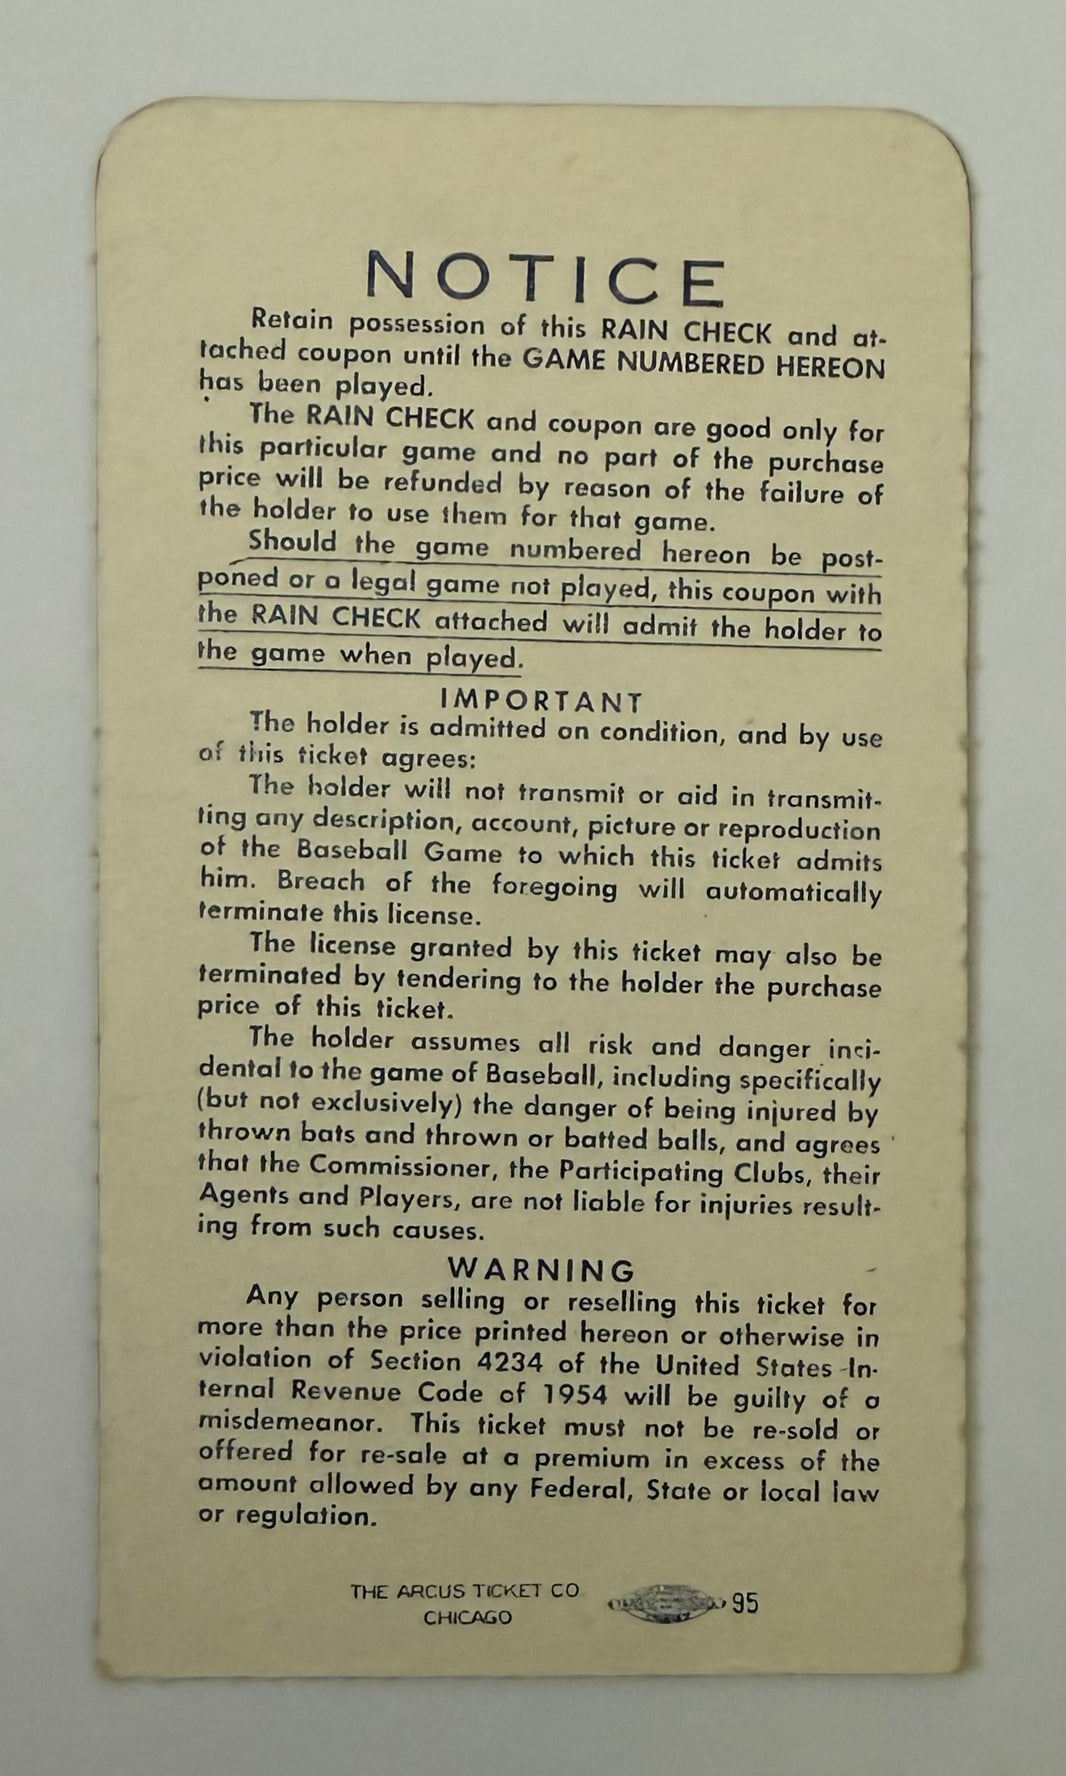 NOTICE
Retain possession of this RAIN CHECK and at-
tached coupon until the GAME NUMBERED HEREON
has been played.
The RAIN CHECK and coupon are good only for
this particular game and no part of the purchase
price will be refunded by reason of the failure of
the holder to use them for that game.
Should the game numbered hereon be post-
poned or a legal game not played, this coupon with
the RAIN CHECK attached will admit the holder to
the game when played.
IMPORTANT
The holder is admitted on condition, and by use
of this ticket agrees:
The holder will not transmit or aid in transmit-
ting any description, account, picture or reproduction
of the Baseball Game to which this ticket admits
him. Breach of the foregoing will automatically
terminate this license.
The license granted by this ticket may also be
terminated by tendering to the holder the purchase
price of this ticket.
The holder assumes all risk and danger inci-
dental to the game of Baseball, including specifically
(but not exclusively) the danger of being injured by
thrown bats and thrown or batted balls, and agrees
that the Commissioner, the Participating Clubs, their
Agents and Players, are not liable for injuries result-
ing from such causes.
WARNING
Any person selling or reselling this ticket for
more than the price printed hereon or otherwise in
violation of Section 4234 of the United States In-
ternal Revenue Code of 1954 will be guilty of a
misdemeanor. This ticket must not be re-sold or
offered for re-sale at a premium in excess of the
amount allowed by any Federal, State or local law
or regulation.
THE ARCUS TICKET CO
CHICAGO
95